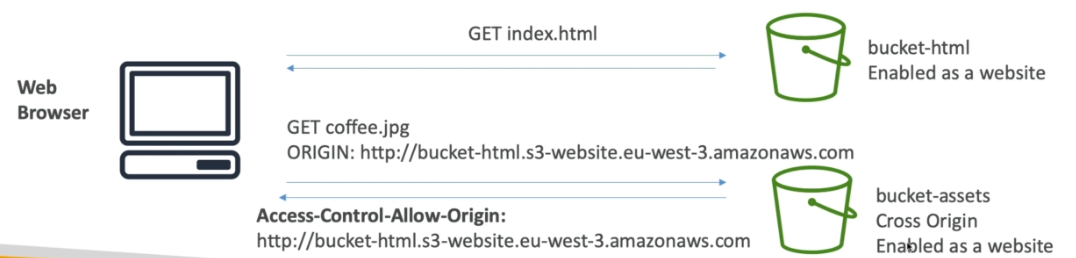 GET index.html
bucket-html
Enabled as a website
Web
Browser
GET coffee.jpg
ORIGIN: http://bucket-html.s3-website.eu-west-3.amazonaws.com
Access-Control-Allow-Origin:
http://bucket-html.s3-website.eu-west-3.amazonaws.com
bucket-assets
Cross Origin
Enabled as a website